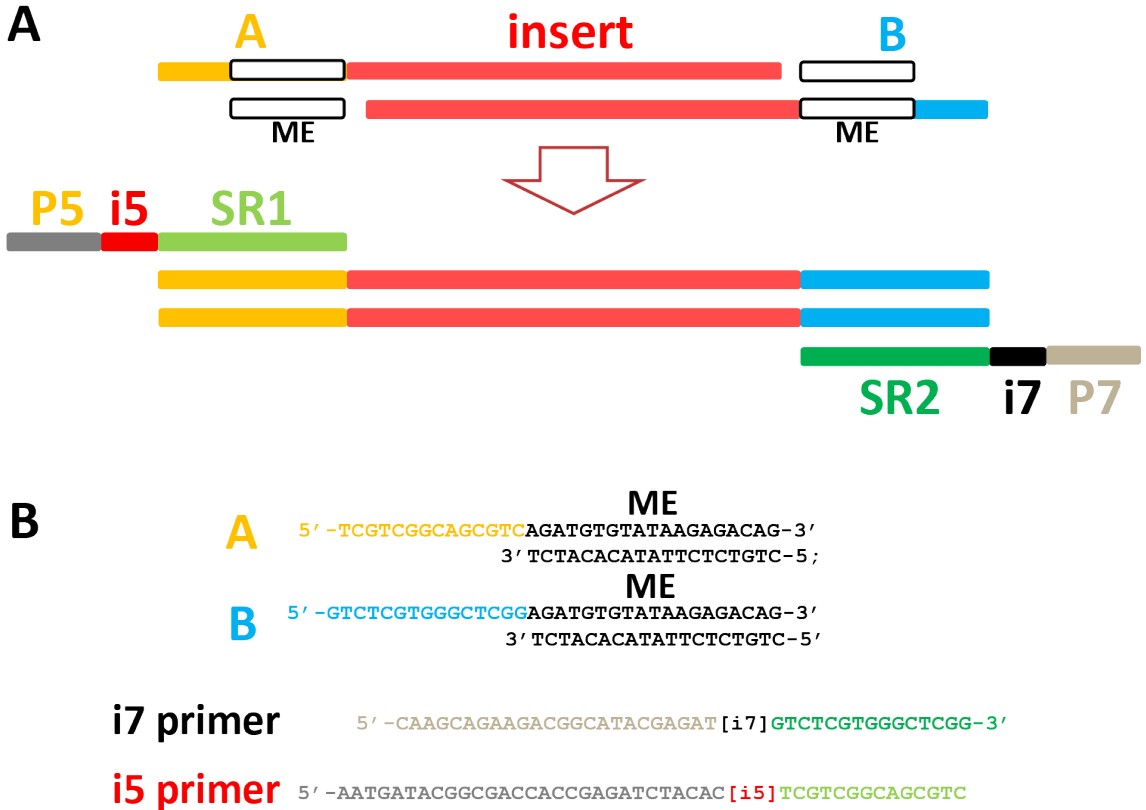 A
A insert B
ME ME
P5 i5 SR1
SR2 i7 P7
B
ME
A 5'-TCGTCGGCAGCGTCAGATGTGTATAAGAGACAG-3'
3'TCTACACATATTCTCTGTC-5;
ME
B 5'-GTCTCGTGGGCTCGGAGATGTGTATAAGAGACAG-3'
3'TCTACACATATTCTCTGTC-5'
i7 primer 5'-CAAGCAGAAGACGGCATACGAGAT[i7]GTCTCGTGGGCTCGG-3'
i5 primer 5'-AATGATACGGCGACCACCGAGATCTACAC[i5]TCGTCGGCAGCGTC